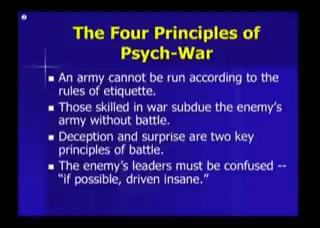 The Four Principles of
Psych-War
An army cannot be run according to the
rules of etiquette.
Those skilled in war subdue the enemy's
army without battle.
Deception and surprise are two key
principles of battle.
The enemy's leaders must be confused --
"if possible, driven insane."